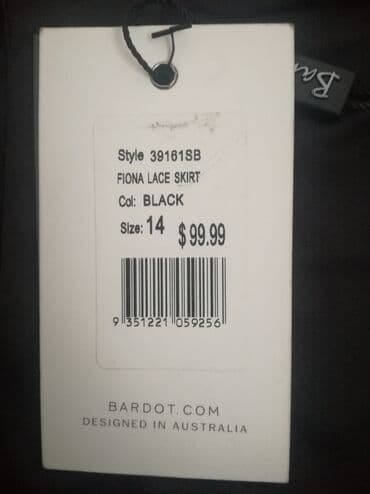 Bar
Style 39161SB
FIONA LACE SKIRT
Col: BLACK
Size: 14 $99.99
9 351221 059256
BARDOT.COM
DESIGNED IN AUSTRALIA